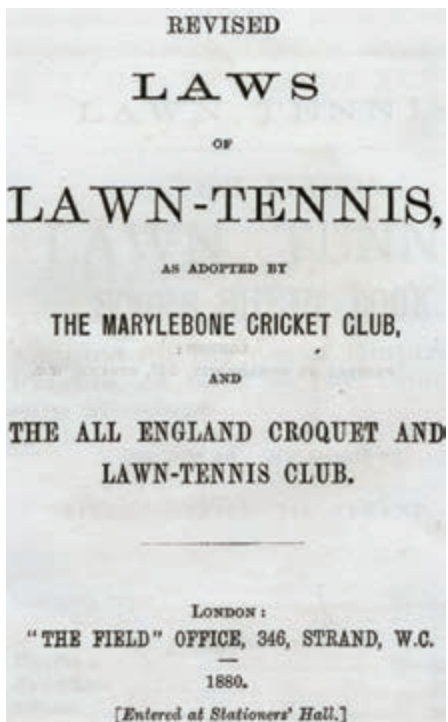 REVISED
LAWS
OF
LAWN-TENNIS,
AS ADOPTED BY
THE MARYLEBONE CRICKET CLUB,
AND
THE ALL ENGLAND CROQUET AND
LAWN-TENNIS CLUB.
LONDON:
"THE FIELD" OFFICE, 346, STRAND, W.C.
1880.
[Entered at Stationers' Hall.]